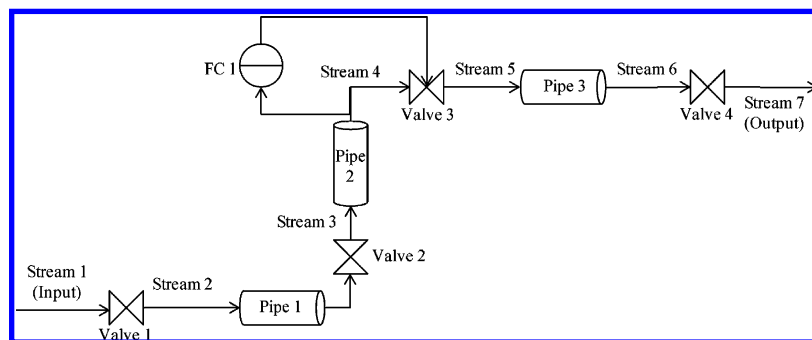 FC 1
Stream 4
Valve 3
Stream 5
Pipe 3
Stream 6
Valve 4
Stream 7
(Output)
Pipe
2
Stream 3
Valve 2
Stream 1
(Input)
Valve 1
Stream 2
Pipe 1